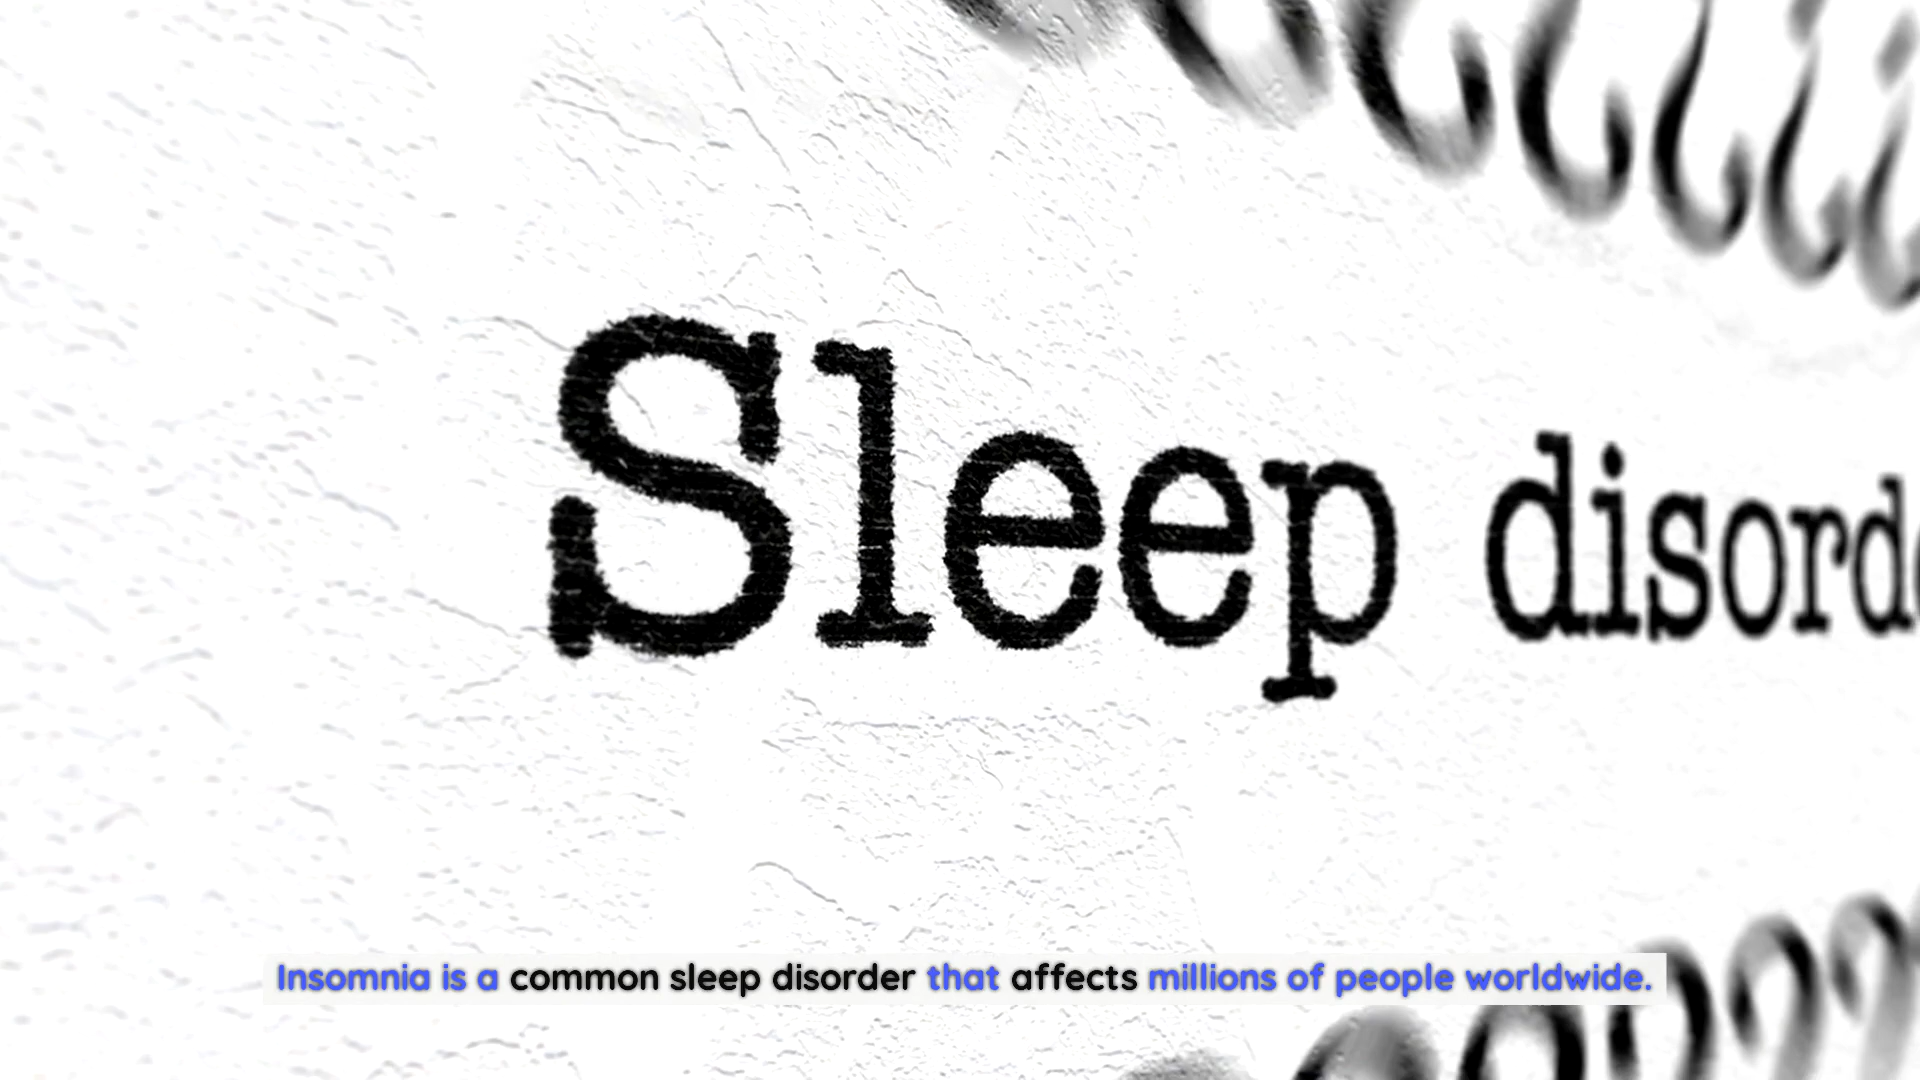 Sleep disord
Insomnia is a common sleep disorder that affects millions of people worldwide.